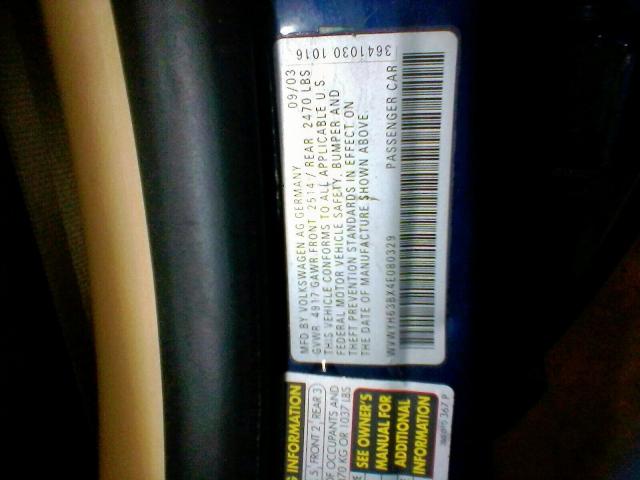 3641030 1016
MFD BY VOLKSWAGEN AG GERMANY 09/03
GVWR 4917 GAWR FRONT 2514 / REAR 2470 LBS
THIS VEHICLE CONFORMS TO ALL APPLICABLE U S
FEDERAL MOTOR VEHICLE SAFETY, BUMPER AND
THEFT PREVENTION STANDARDS IN EFFECT ON
THE DATE OF MANUFACTURE SHOWN ABOVE.
WVWYH63BX4E080329 PASSENGER CAR
INFORMATION
5, FRONT 2, REAR 3
OF OCCUPANTS AND
KG OR 1037 LBS
SEE OWNER'S
MANUAL FOR
ADDITIONAL
INFORMATION
367 P